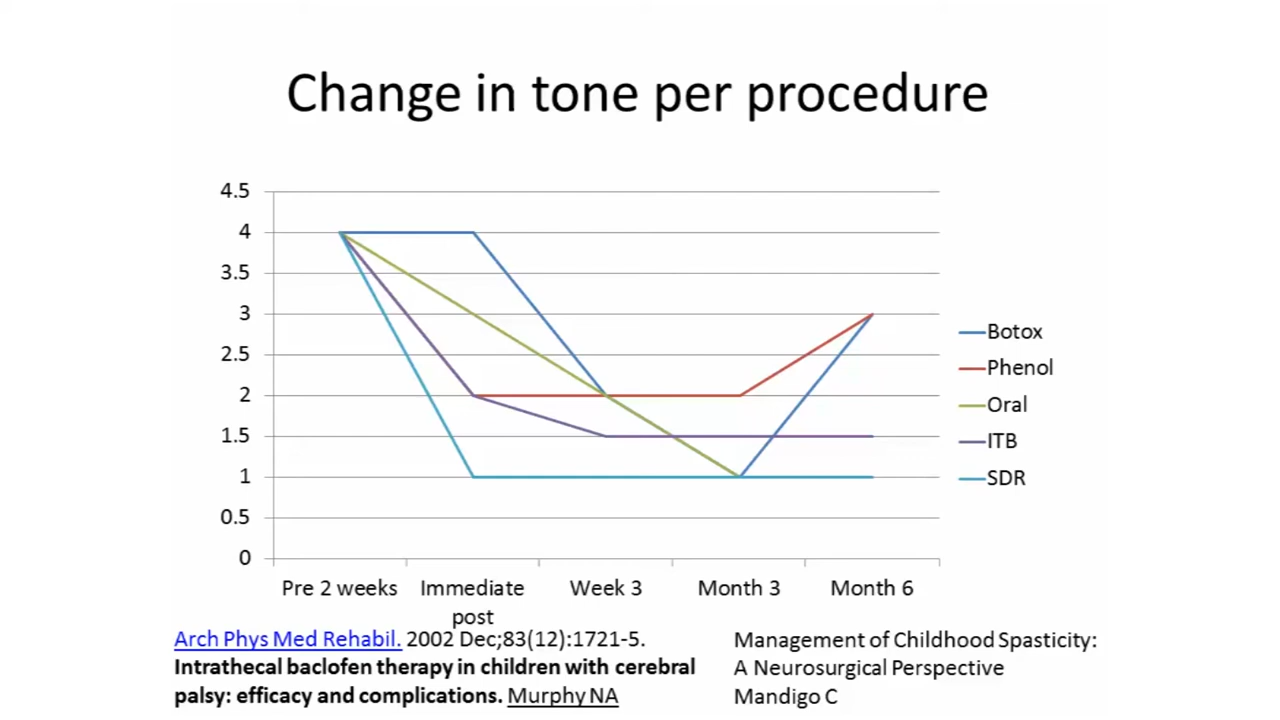 Change in tone per procedure
4.5
4
3.5
3
2.5
2
1.5
1
0.5
0
Pre 2 weeks
Immediate
post
Week 3
Month 3
Month 6
Botox
Phenol
Oral
ITB
SDR
Arch Phys Med Rehabil. 2002 Dec;83(12):1721-5.
Intrathecal baclofen therapy in children with cerebral
palsy: efficacy and complications. Murphy NA
Management of Childhood Spasticity:
A Neurosurgical Perspective
Mandigo C